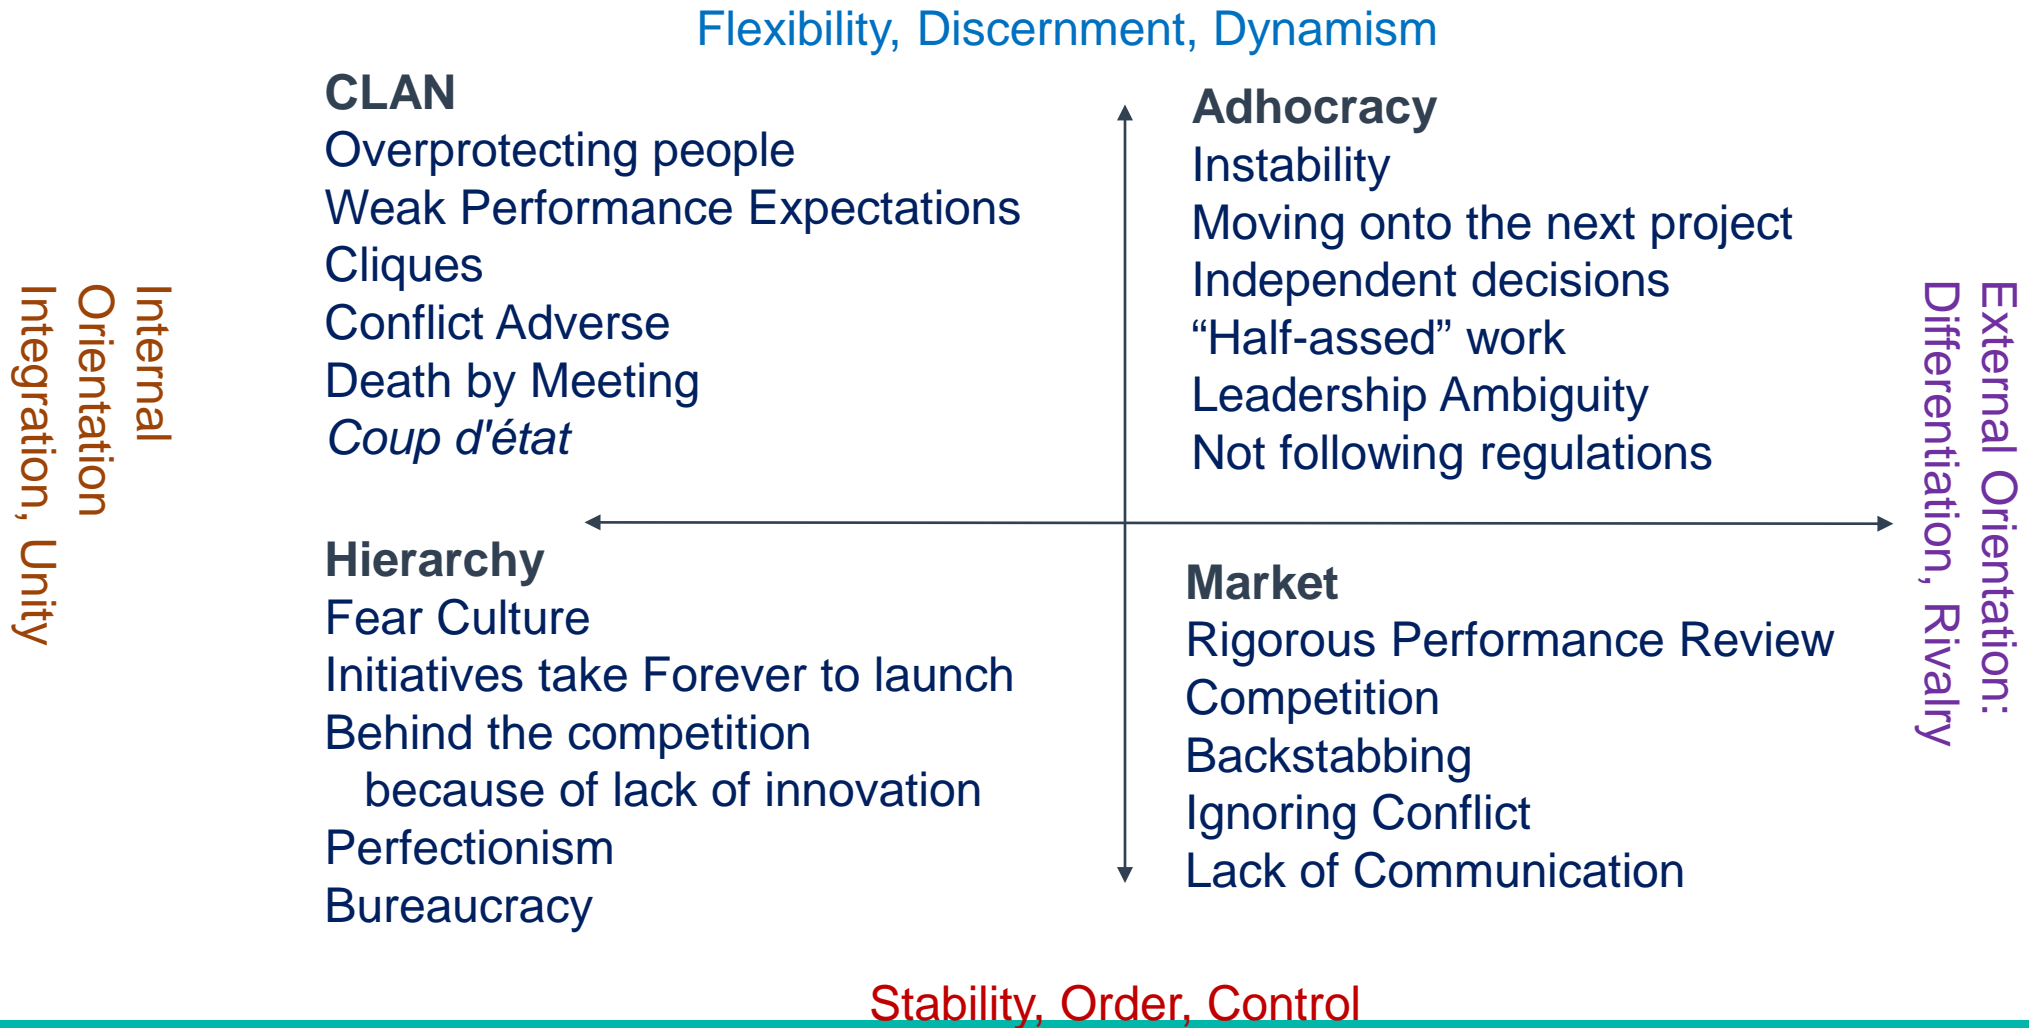 Flexibility, Discernment, Dynamism
CLAN
Overprotecting people
Weak Performance Expectations
Cliques
Conflict Adverse
Death by Meeting
Coup d'état
Adhocracy
Instability
Moving onto the next project
Independent decisions
“Half-assed” work
Leadership Ambiguity
Not following regulations
Internal
Orientation
Integration, Unity
External Orientation:
Differentiation, Rivalry
Hierarchy
Fear Culture
Initiatives take Forever to launch
Behind the competition
because of lack of innovation
Perfectionism
Bureaucracy
Market
Rigorous Performance Review
Competition
Backstabbing
Ignoring Conflict
Lack of Communication
Stability, Order, Control